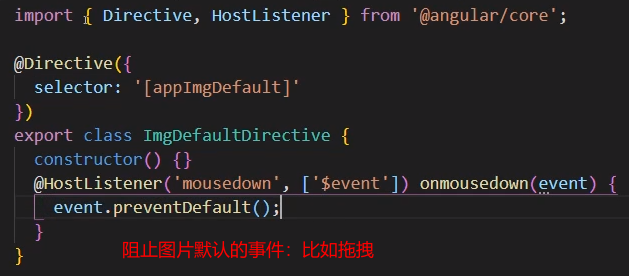 import { Directive, HostListener } from '@angular/core';
@Directive({
selector: '[appImgDefault]'
})
export class ImgDefaultDirective {
constructor() {}
@HostListener('mousedown', ['$event']) onmousedown(event) {
event.preventDefault();
}
阻止图片默认的事件：比如拖拽
}